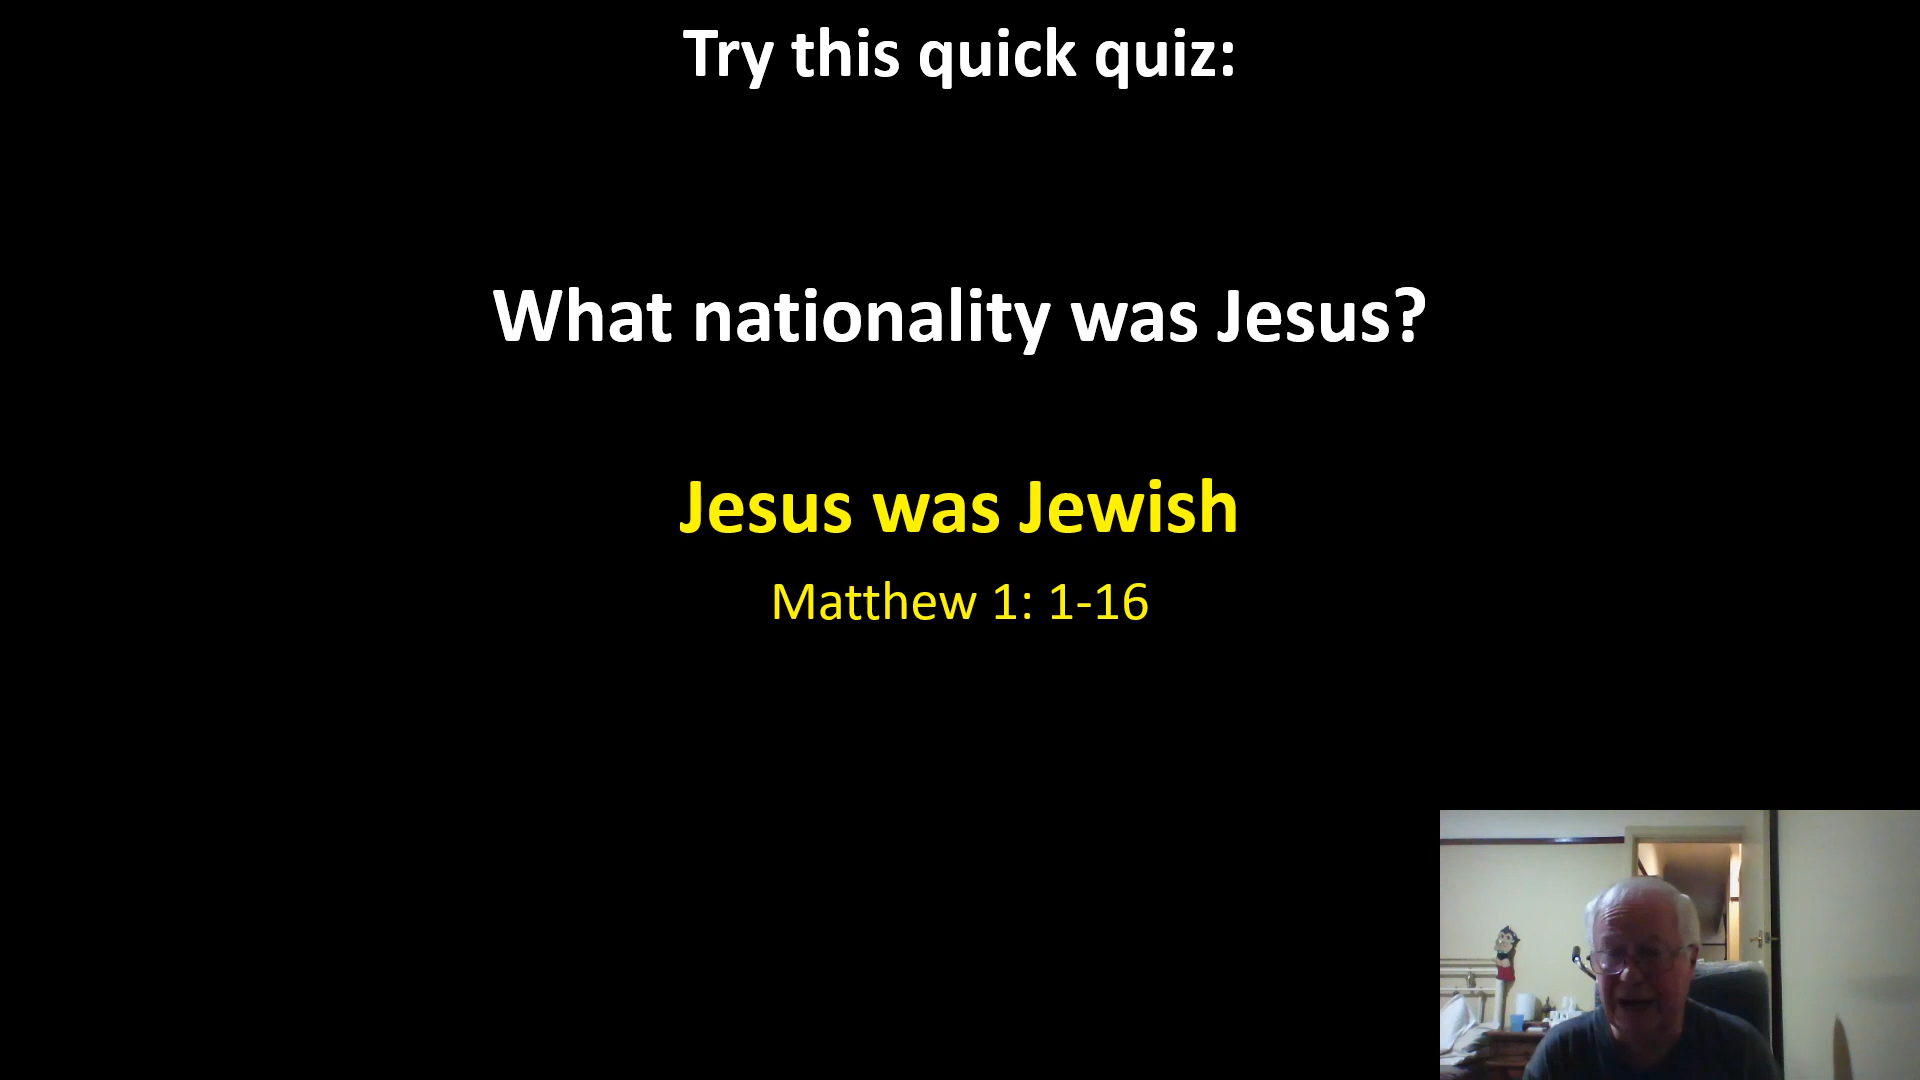 Try this quick quiz:
What nationality was Jesus?
Jesus was Jewish
Matthew 1: 1-16